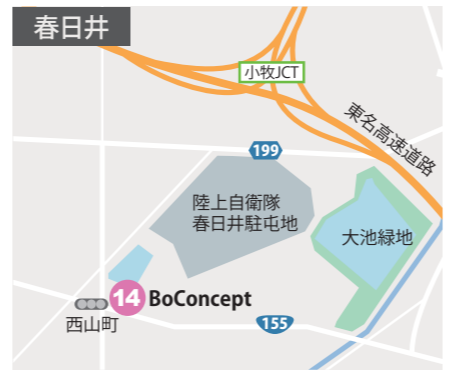 春日井
小牧JCT
東名高速道路
199
陸上自衛隊
春日井駐屯地
大池緑地
14 BoConcept
西山町
155